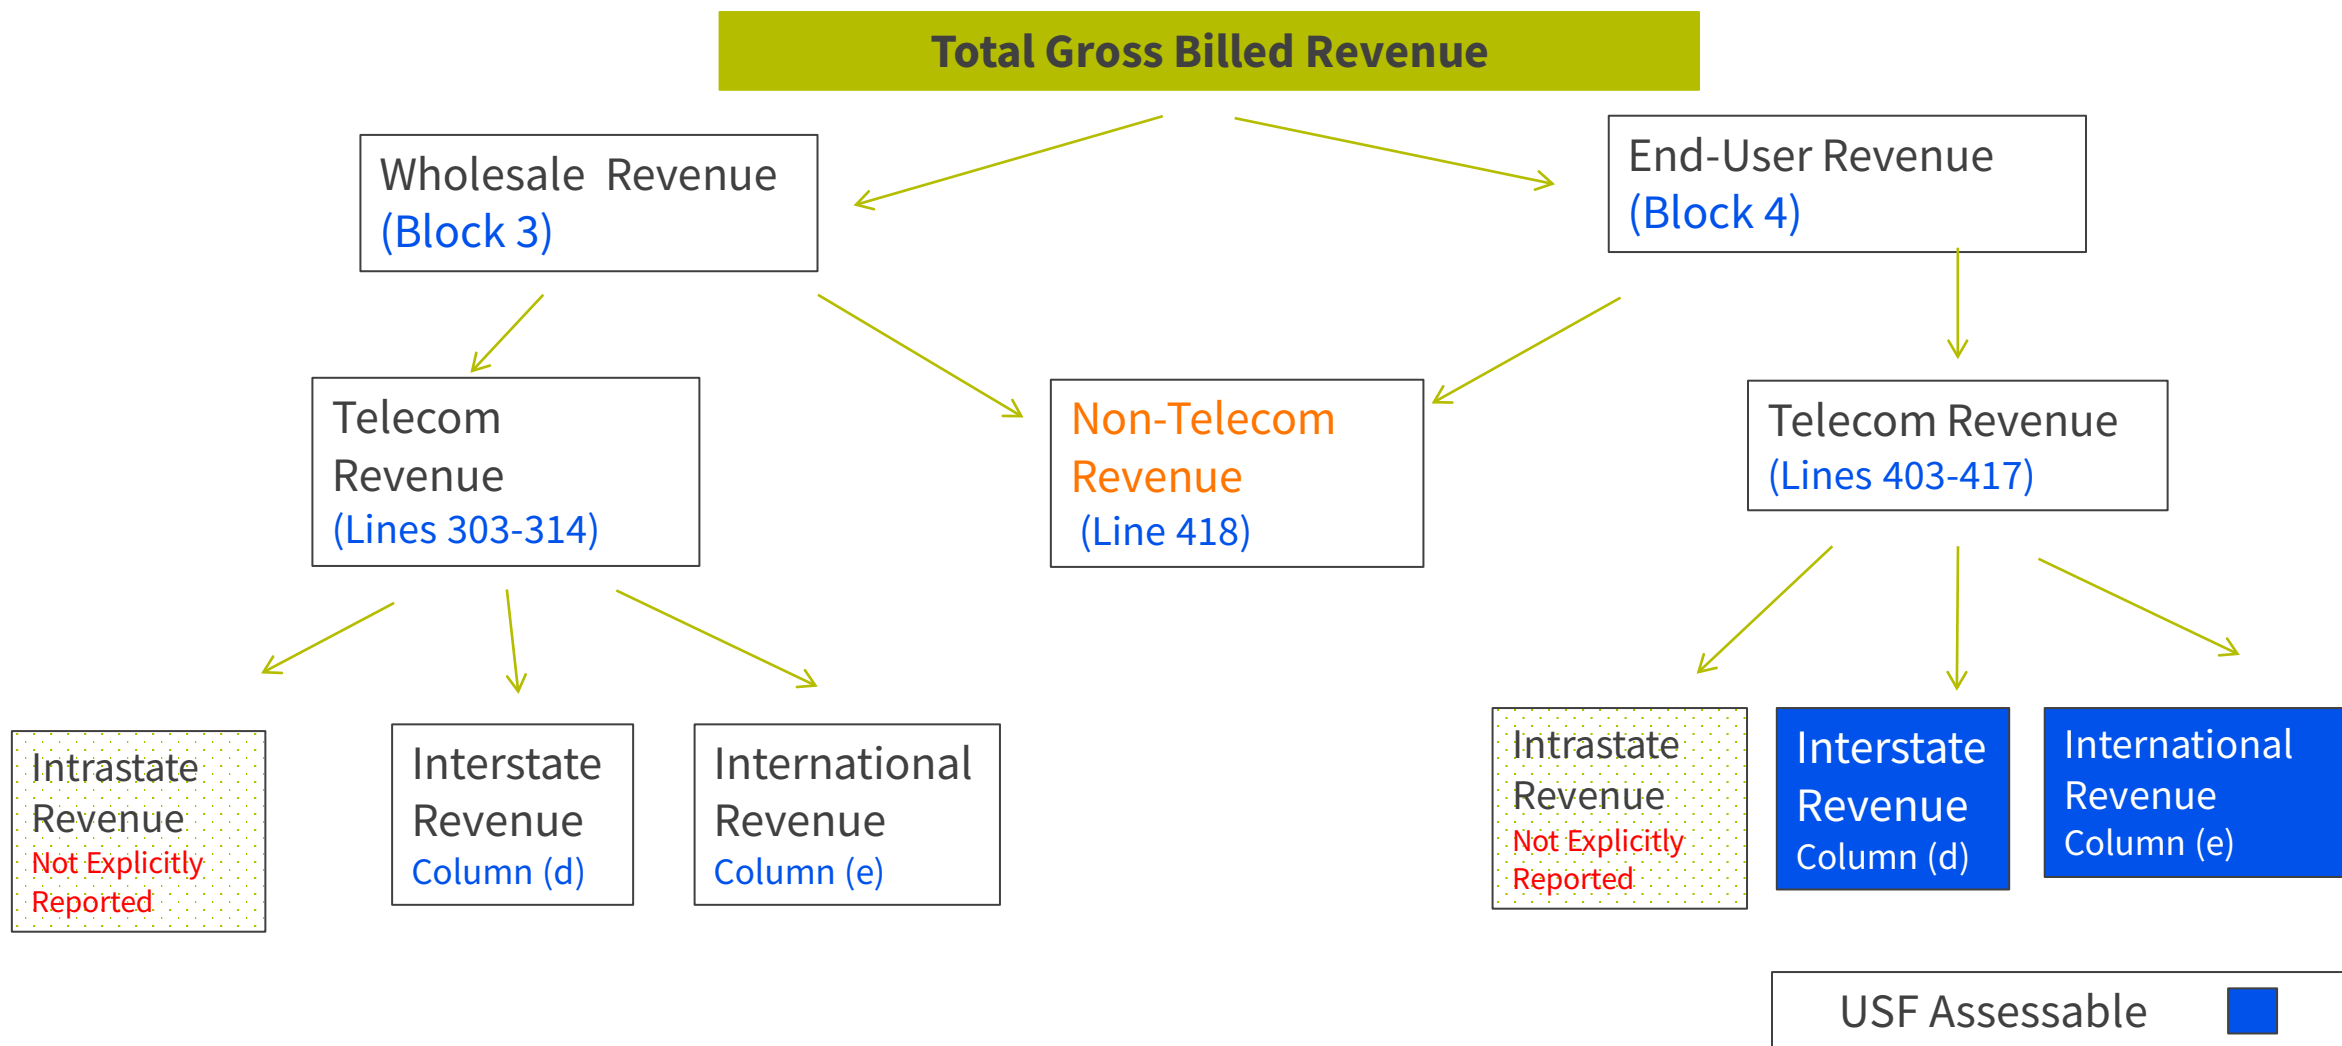 Total Gross Billed Revenue
Wholesale  Revenue
(Block 3)
End-User Revenue
(Block 4)
Telecom
Revenue
(Lines 303-314)
Non-Telecom
Revenue
(Line 418)
Telecom Revenue
(Lines 403-417)
Intrastate
Revenue
Not Explicitly
Reported
Interstate
Revenue
Column (d)
International
Revenue
Column (e)
Intrastate
Revenue
Not Explicitly
Reported
Interstate
Revenue
Column (d)
International
Revenue
Column (e)
USF Assessable